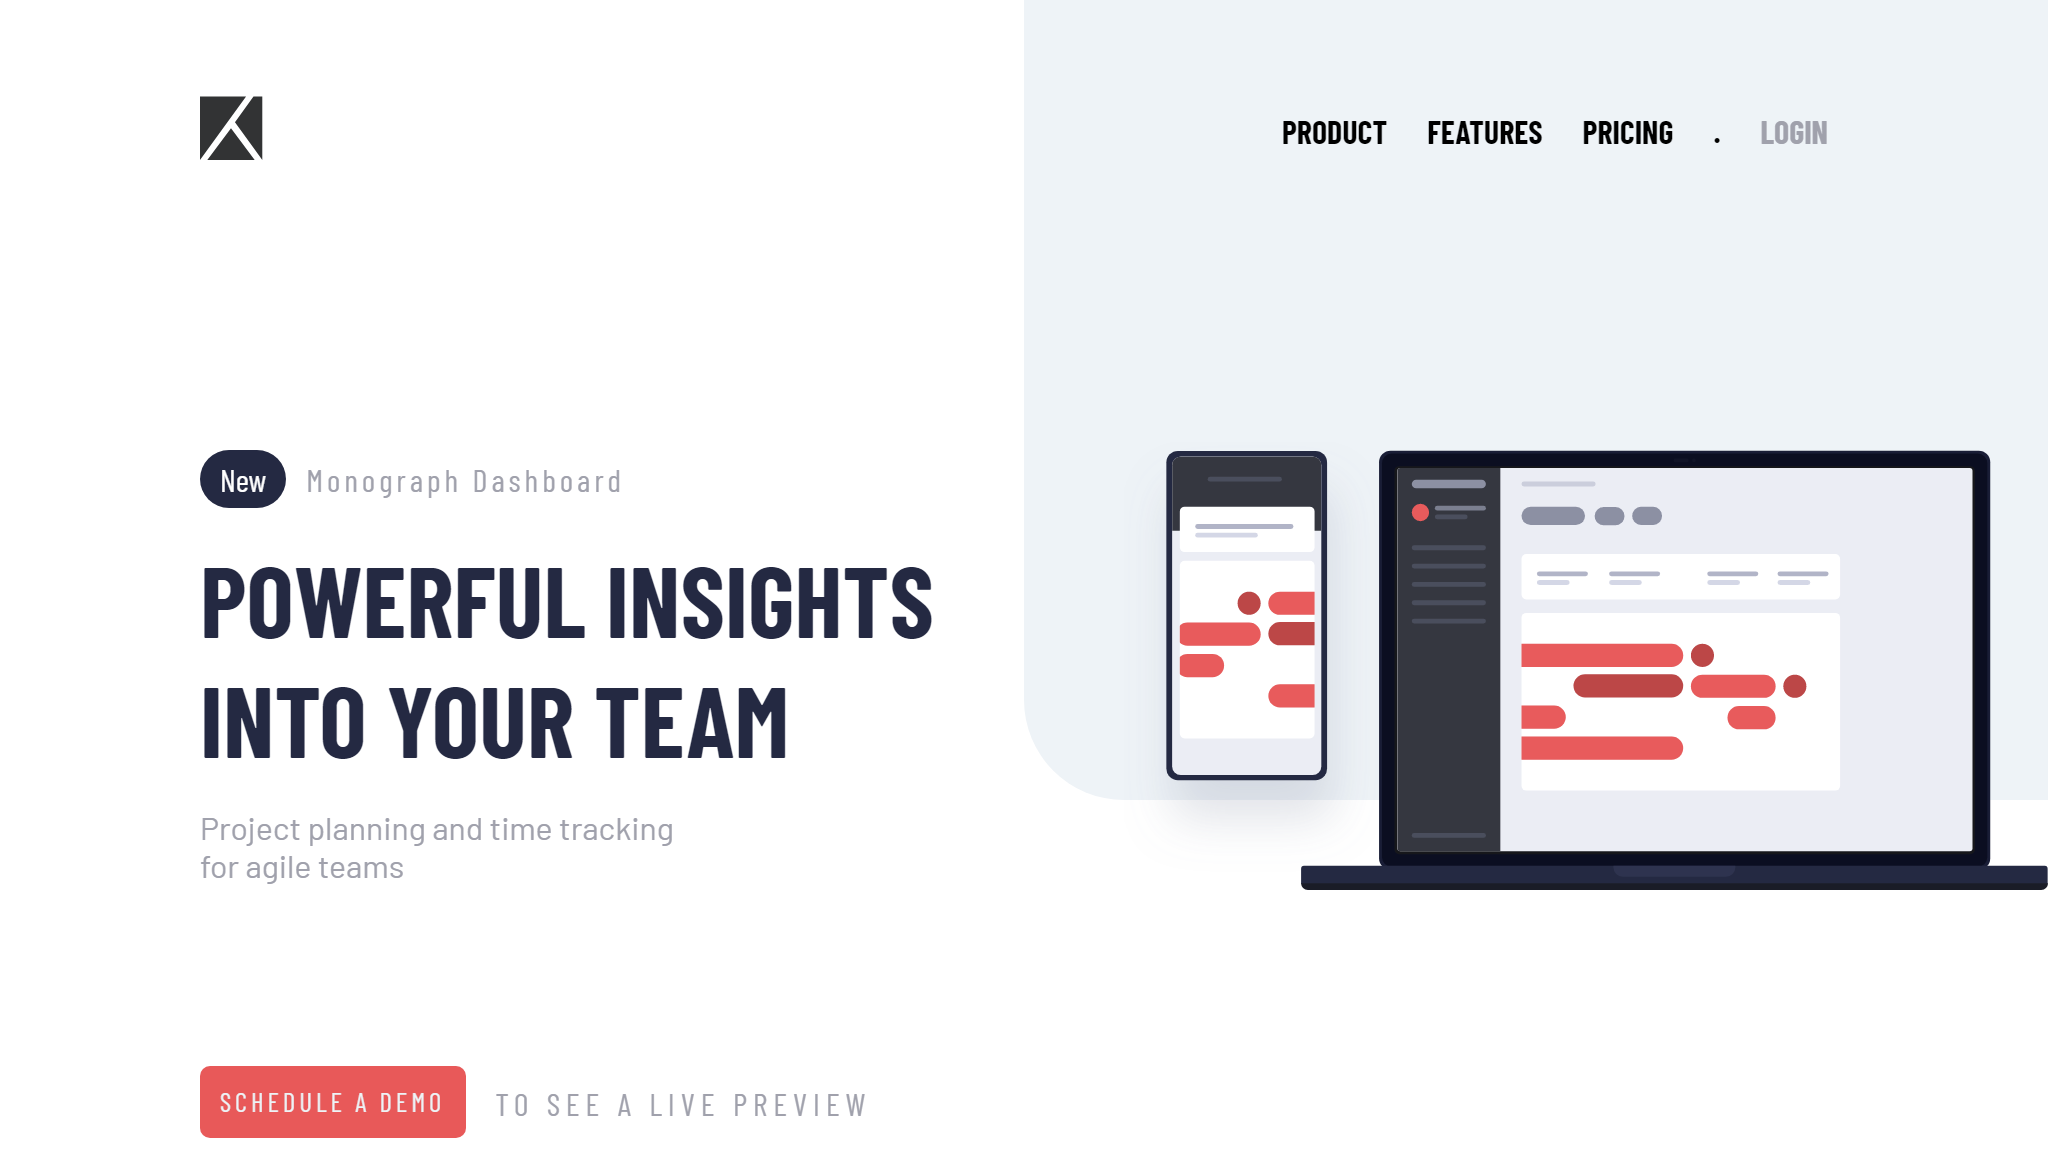 PRODUCT FEATURES PRICING . LOGIN
New Monograph Dashboard
POWERFUL INSIGHTS
INTO YOUR TEAM
Project planning and time tracking
for agile teams
SCHEDULE A DEMO TO SEE A LIVE PREVIEW